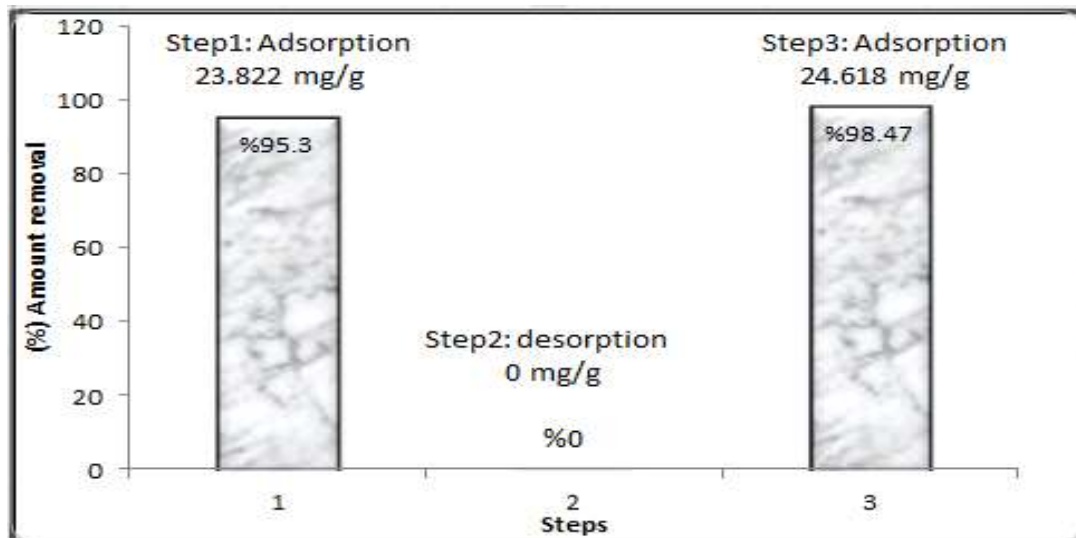 120
100
80
60
40
20
0
(%) Amount removal
Step1: Adsorption
23.822 mg/g
%95.3
Step2: desorption
0 mg/g
%0
Step3: Adsorption
24.618 mg/g
%98.47
1
2
3
Steps